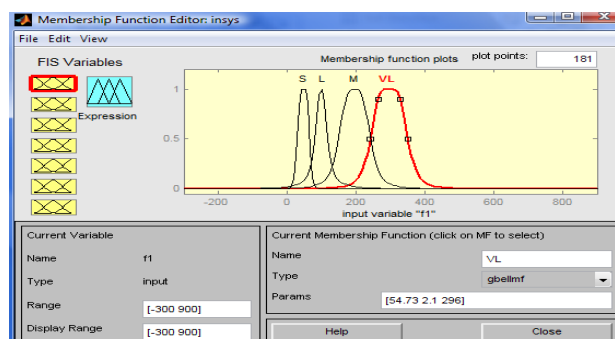 Membership Function Editor: insys
File Edit View
FIS Variables
Membership function plots
plot points:
181
Expression
S L M VL
1
0.5
0
-200 0 200 400 600 800
input variable "f1"
Current Variable
Name f1
Type input
Range [-300 900]
Display Range [-300 900]
Current Membership Function (click on MF to select)
Name VL
Type gbellmf
Params [54.73 2.1 296]
Help Close